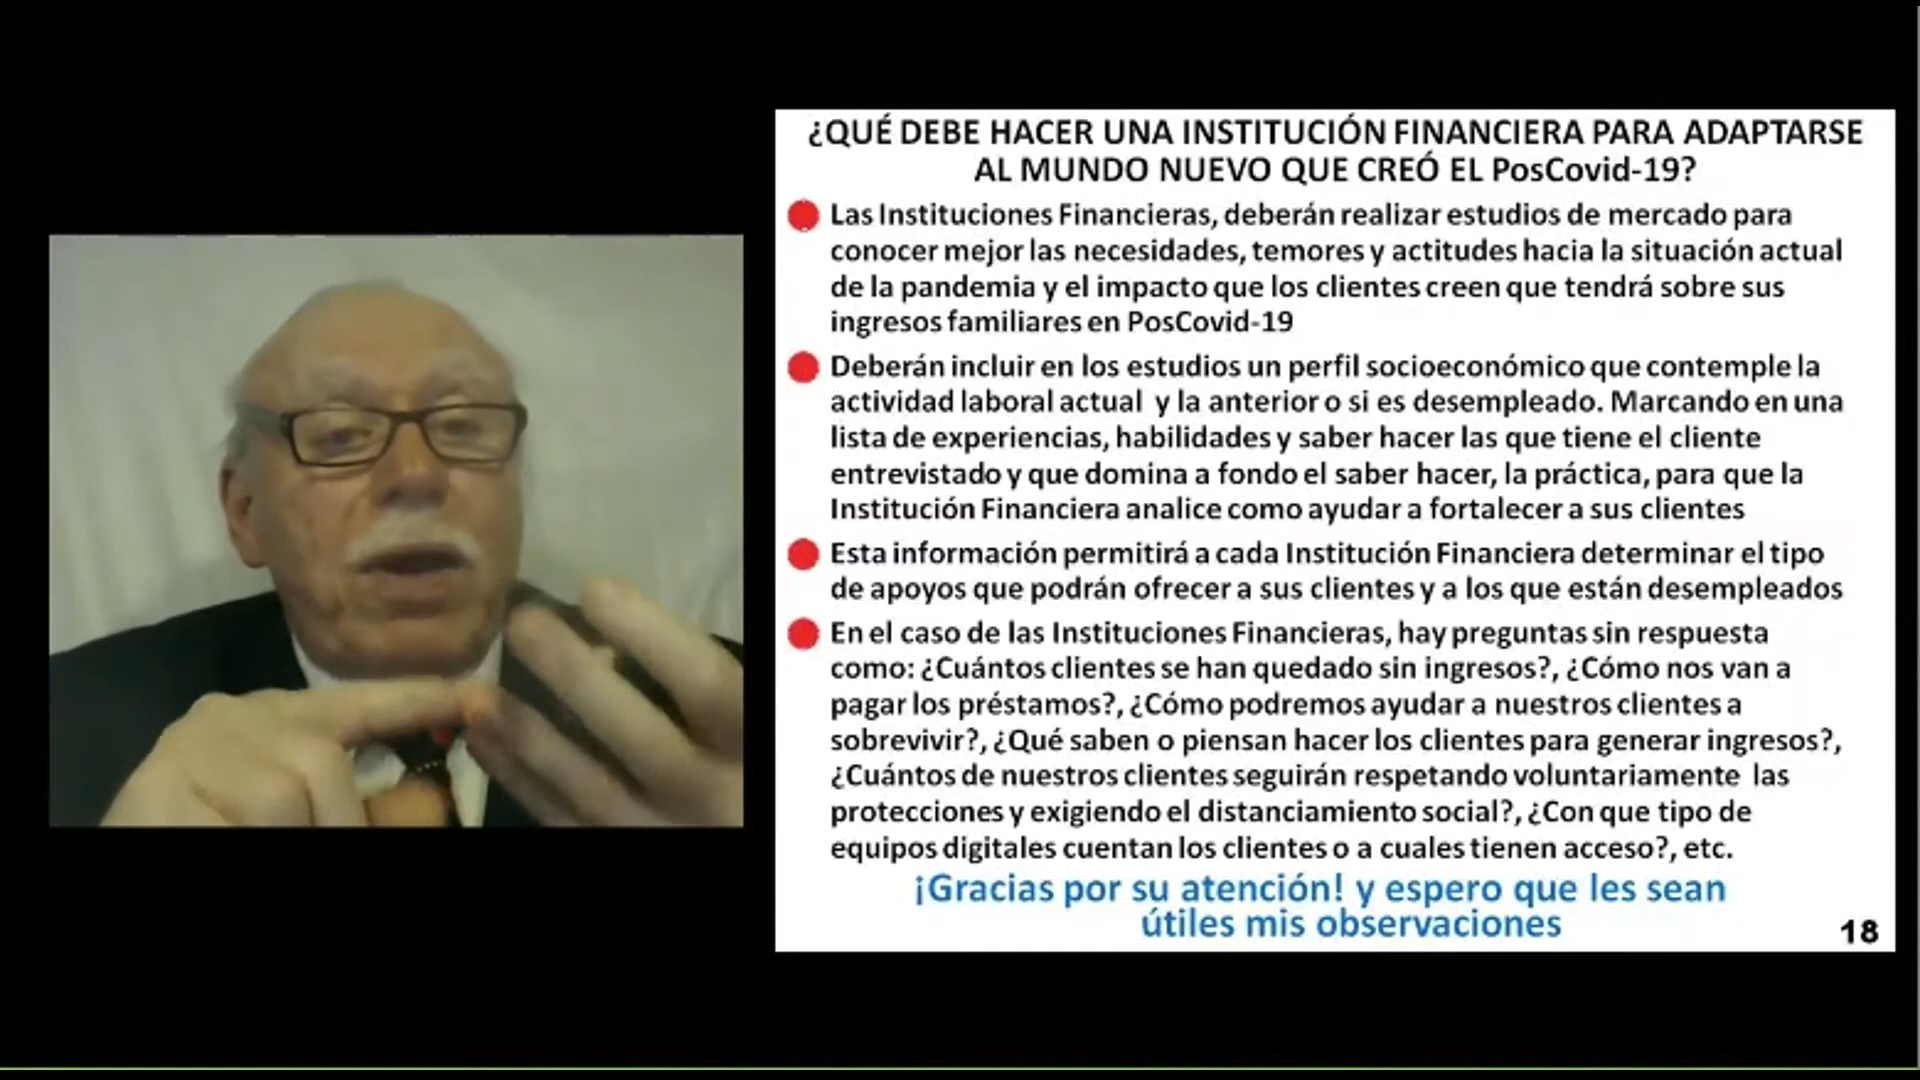 ¿QUÉ DEBE HACER UNA INSTITUCIÓN FINANCIERA PARA ADAPTARSE
AL MUNDO NUEVO QUE CREÓ EL PosCovid-19?
Las Instituciones Financieras, deberán realizar estudios de mercado para
conocer mejor las necesidades, temores y actitudes hacia la situación actual
de la pandemia y el impacto que los clientes creen que tendrá sobre sus
ingresos familiares en PosCovid-19
Deberán incluir en los estudios un perfil socioeconómico que contemple la
actividad laboral actual y la anterior o si es desempleado. Marcando en una
lista de experiencias, habilidades y saber hacer las que tiene el cliente
entrevistado y que domina a fondo el saber hacer, la práctica, para que la
Institución Financiera analice como ayudar a fortalecer a sus clientes
Esta información permitirá a cada Institución Financiera determinar el tipo
de apoyos que podrán ofrecer a sus clientes y a los que están desempleados
En el caso de las Instituciones Financieras, hay preguntas sin respuesta
como: ¿Cuántos clientes se han quedado sin ingresos?, ¿Cómo nos van a
pagar los préstamos?, ¿Cómo podremos ayudar a nuestros clientes a
sobrevivir?, ¿Qué saben o piensan hacer los clientes para generar ingresos?,
¿Cuántos de nuestros clientes seguirán respetando voluntariamente las
protecciones y exigiendo el distanciamiento social?, ¿Con que tipo de
equipos digitales cuentan los clientes o a cuales tienen acceso?, etc.
¡Gracias por su atención! y espero que les sean
útiles mis observaciones
18